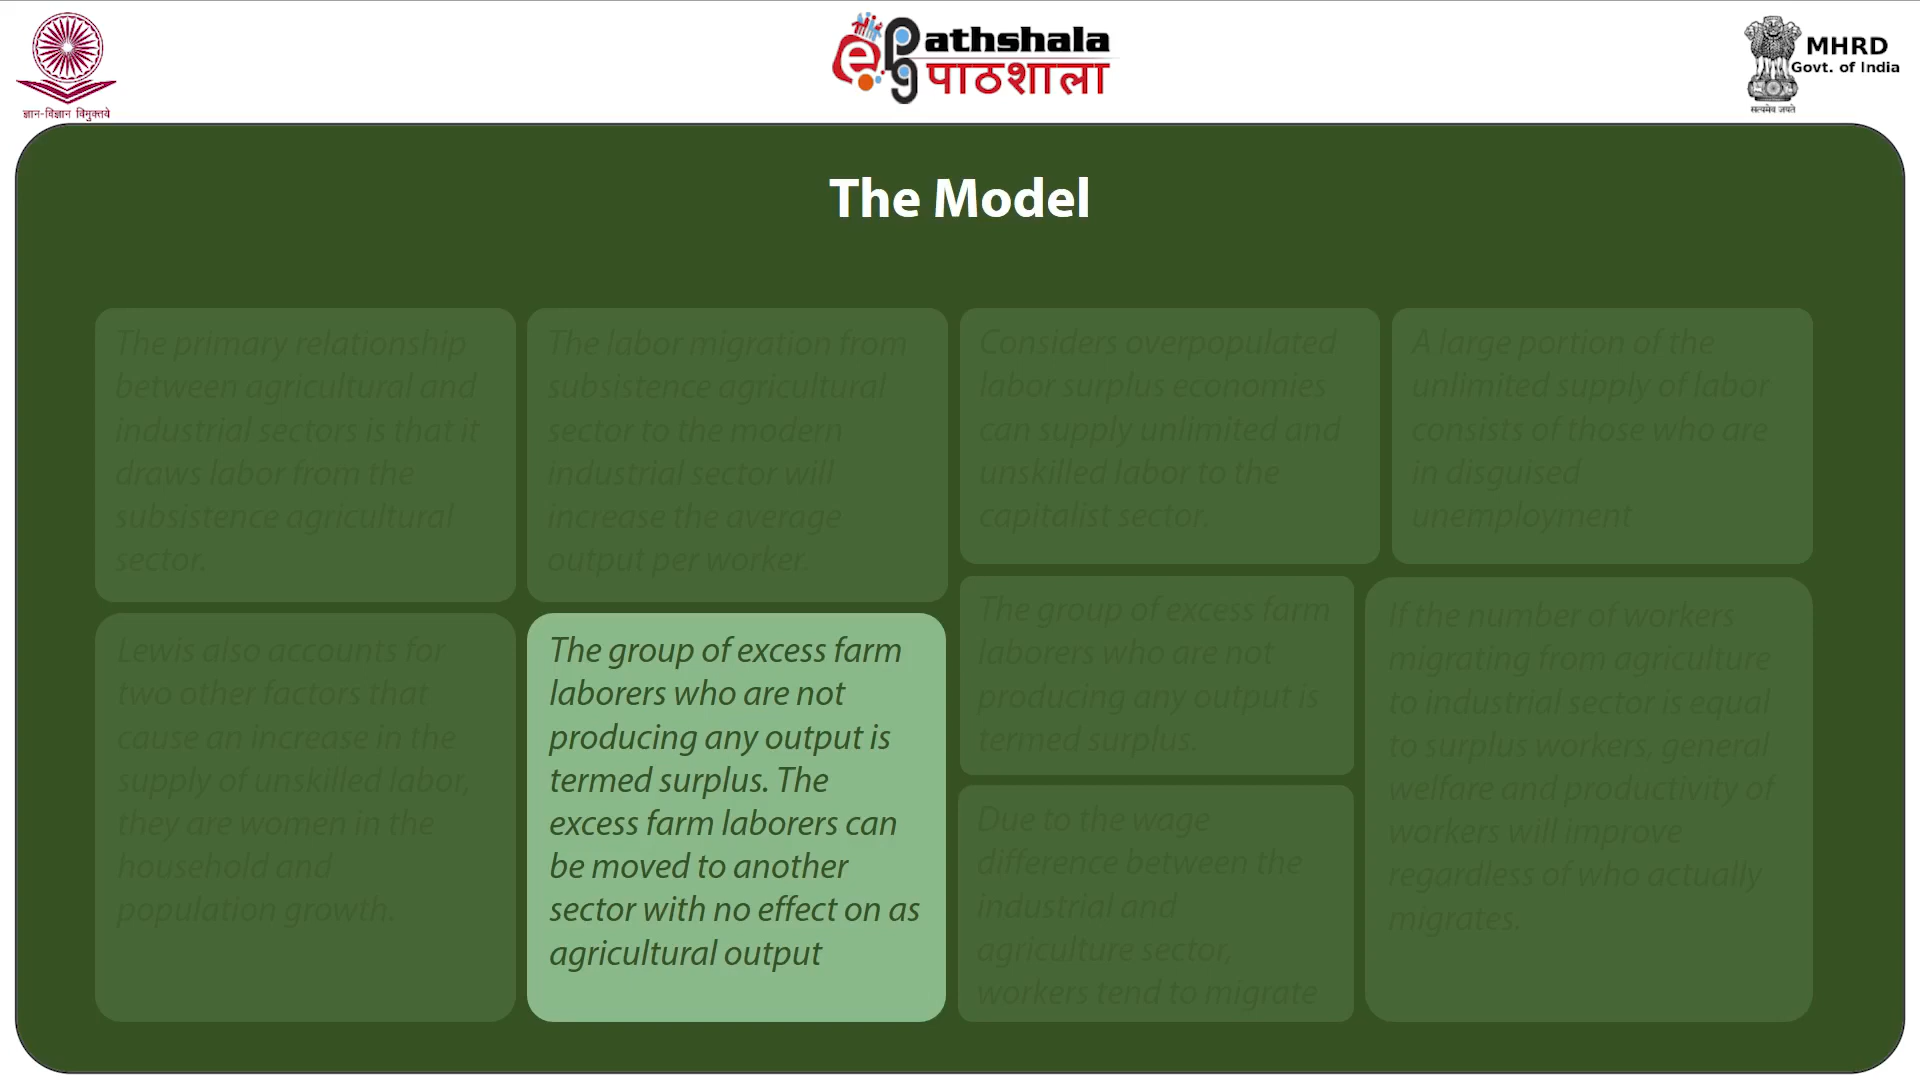 ज्ञान-विज्ञान विमुक्तये
e
Pg
athshala
पाठशाला
MHRD
Govt. of India
सत्यमेव जयते
The Model
The primary relationship
between agricultural and
industrial sectors is that it
draws labor from the
subsistence agricultural
sector.
The labor migration from
subsistence agricultural
sector to the modern
industrial sector will
increase the average
output per worker.
Considers overpopulated
labor surplus economies
can supply unlimited and
unskilled labor to the
capitalist sector.
A large portion of the
unlimited supply of labor
consists of those who are
in disguised
unemployment
Lewis also accounts for
two other factors that
cause an increase in the
supply of unskilled labor,
they are women in the
household and
population growth.
The group of excess farm
laborers who are not
producing any output is
termed surplus. The
excess farm laborers can
be moved to another
sector with no effect on as
agricultural output
The group of excess farm
laborers who are not
producing any output is
termed surplus.
Due to the wage
difference between the
industrial and
agriculture sector,
workers tend to migrate
If the number of workers
migrating from agriculture
to industrial sector is equal
to surplus workers, general
welfare and productivity of
workers will improve
regardless of who actually
migrates.